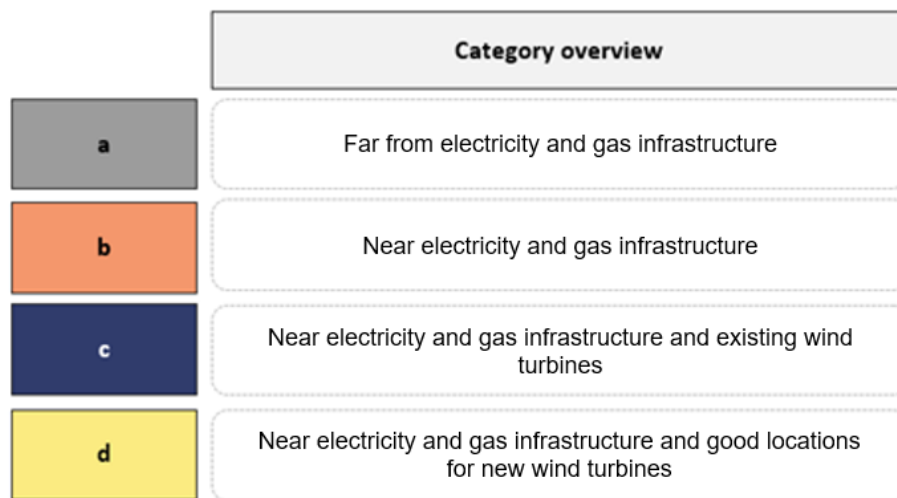 Category overview
a
Far from electricity and gas infrastructure
b
Near electricity and gas infrastructure
c
Near electricity and gas infrastructure and existing wind
turbines
d
Near electricity and gas infrastructure and good locations
for new wind turbines